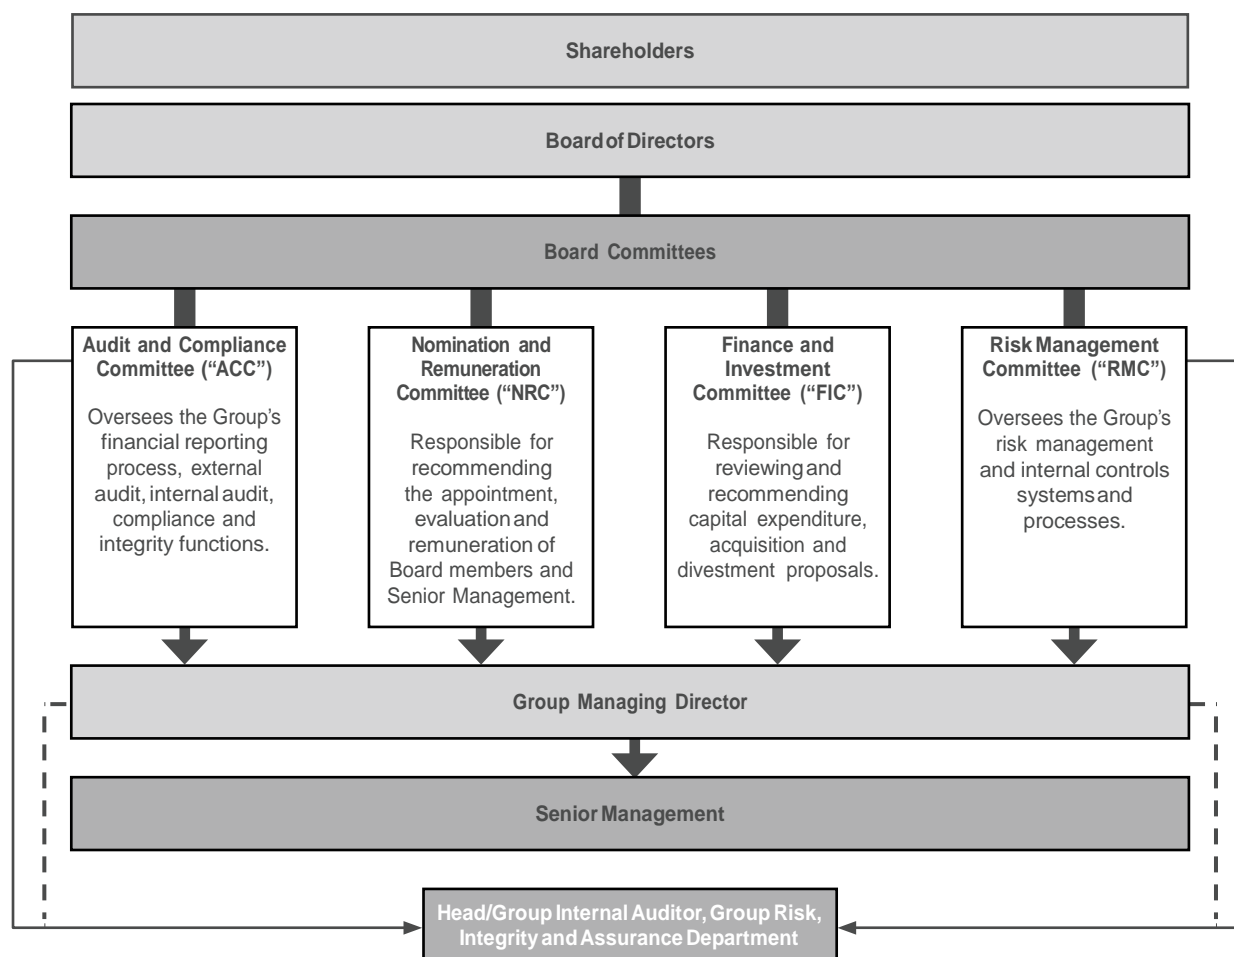 Shareholders
Board of Directors
Board Committees
Audit and Compliance
Committee (“ACC”)
Oversees the Group’s
financial reporting
process, external
audit, internal audit,
compliance and
integrity functions.
Nomination and
Remuneration
Committee (“NRC”)
Responsible for
recommending
the appointment,
evaluation and
remuneration of
Board members and
Senior Management.
Finance and
Investment
Committee (“FIC”)
Responsible for
reviewing and
recommending
capital expenditure,
acquisition and
divestment proposals.
Risk Management
Committee (“RMC”)
Oversees the Group’s
risk management
and internal controls
systems and
processes.
Group Managing Director
Senior Management
Head/Group Internal Auditor, Group Risk,
Integrity and Assurance Department